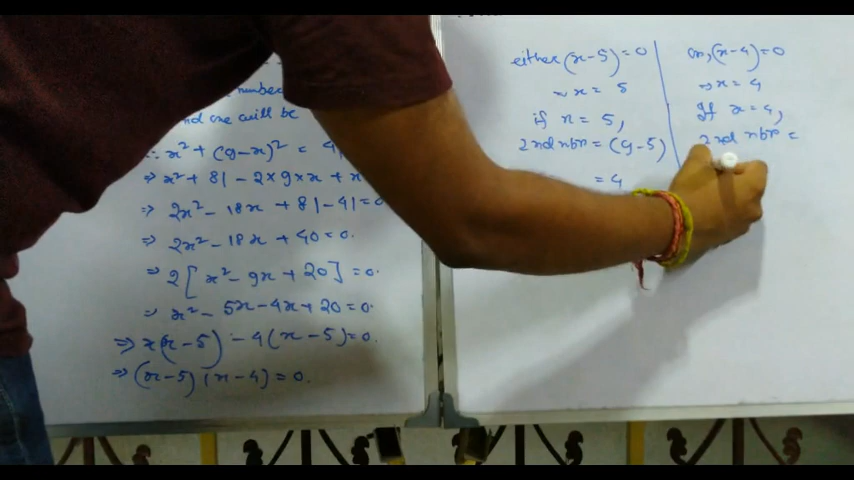 numbe
nd one will be
∴ x² + (9-x)² = 41
⇒ x² + 81 - 2×9×x + x
⇒ 2x² - 18x + 81 - 41 = 0
⇒ 2x² - 18x + 40 = 0.
⇒ 2[x² - 9x + 20] = 0.
⇒ x² - 5x - 4x + 20 = 0.
⇒ x(x-5) - 4(x-5) = 0.
⇒ (x-5) (x-4) = 0.
either (x-5) = 0
⇒ x = 5
if x = 5,
2nd nbr = (9-5)
= 4
or, (x-4) = 0
⇒ x = 4
If x = 4,
2nd nbr =